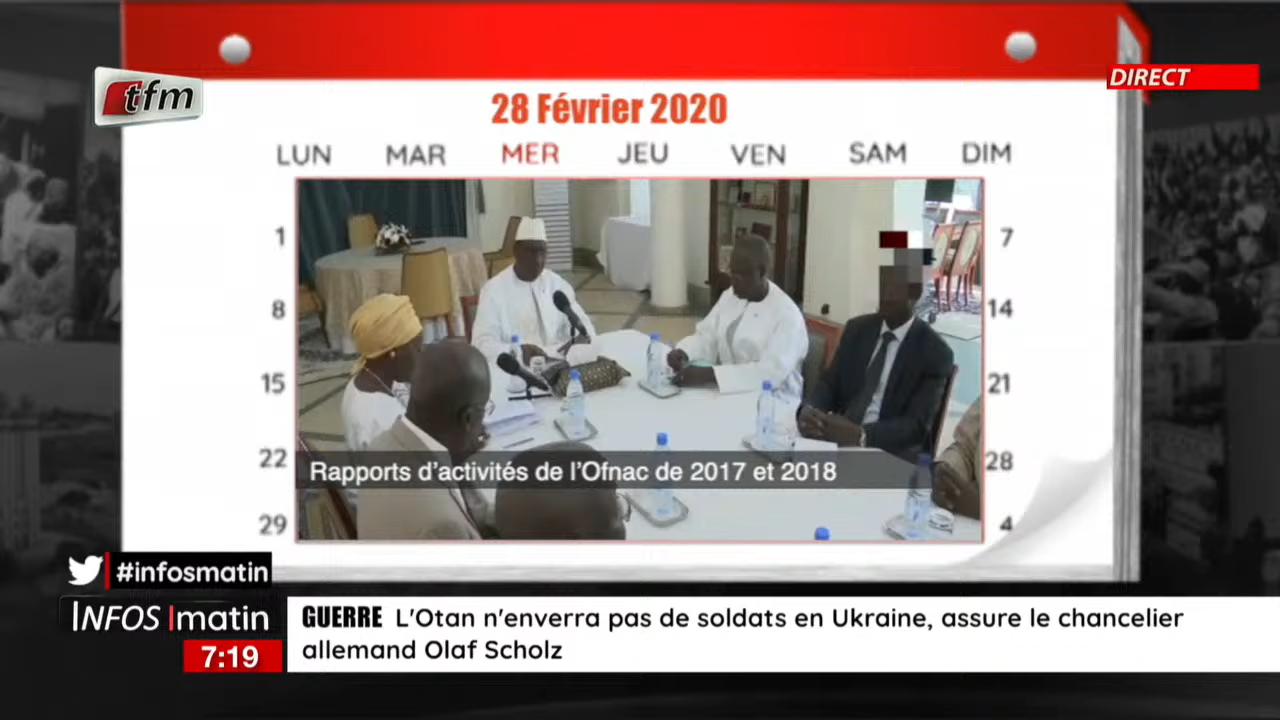 tfm
DIRECT
28 Février 2020
LUN MAR MER JEU VEN SAM DIM
1 7
8 14
15 21
22 28
29 4
Rapports d'activités de l'Ofnac de 2017 et 2018
#infosmatin
INFOS matin
7:19
GUERRE L'Otan n'enverra pas de soldats en Ukraine, assure le chancelier
allemand Olaf Scholz